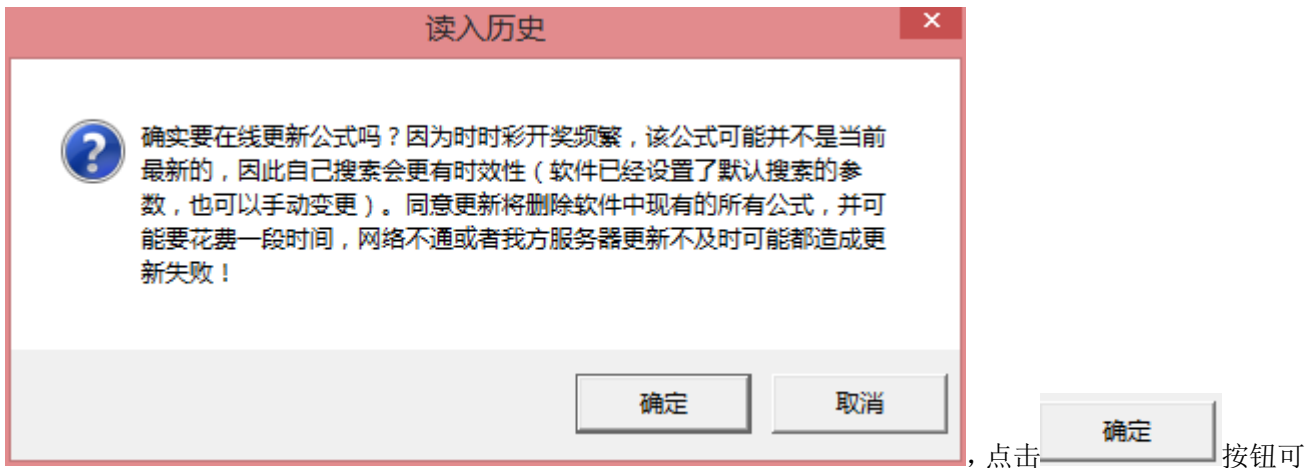 读入历史
确实要在线更新公式吗？因为时时彩开奖频繁，该公式可能并不是当前
最新的，因此自己搜索会更有时效性（软件已经设置了默认搜索的参
数，也可以手动变更）。同意更新将删除软件中现有的所有公式，并可
能要花费一段时间，网络不通或者我方服务器更新不及时可能都造成更
新失败！
确定 取消
，点击 确定 按钮可